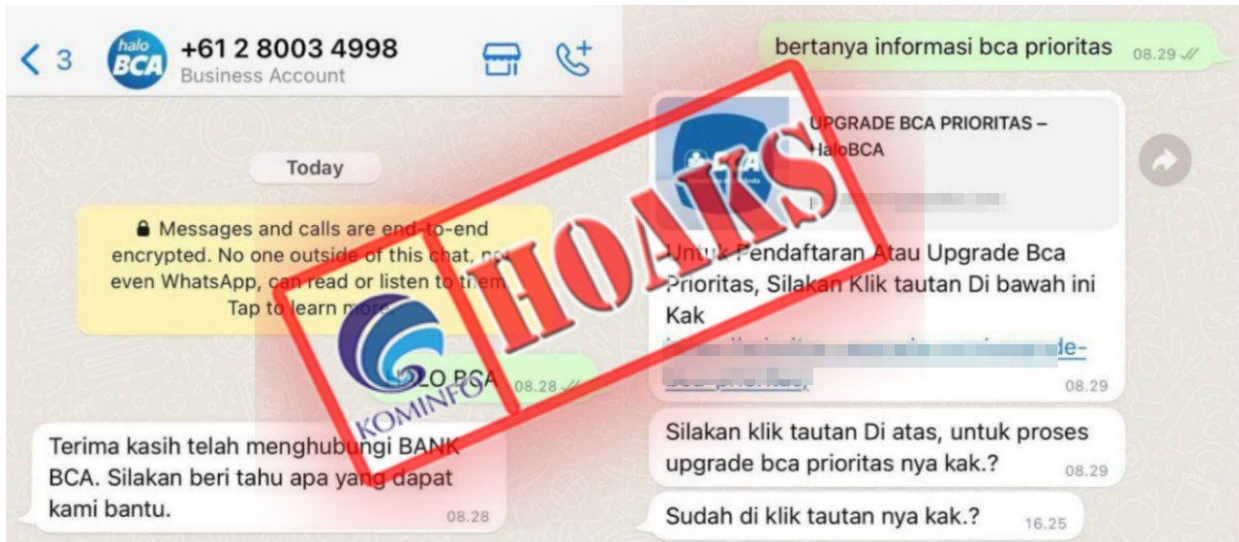 3
halo
BCA
+61 2 8003 4998
Business Account
Today
Messages and calls are end-to-end
encrypted. No one outside of this chat, not
even WhatsApp, can read or listen to them.
Tap to learn more.
HALO BCA 08.28
Terima kasih telah menghubungi BANK
BCA. Silakan beri tahu apa yang dapat
kami bantu.
08.28
KOMINFO
HOAKS
bertanya informasi bca prioritas 08.29
UPGRADE BCA PRIORITAS –
HaloBCA
Untuk Pendaftaran Atau Upgrade Bca
Prioritas, Silakan Klik tautan Di bawah ini
Kak
de-
08.29
Silakan klik tautan Di atas, untuk proses
upgrade bca prioritas nya kak.?
08.29
Sudah di klik tautan nya kak.? 16.25